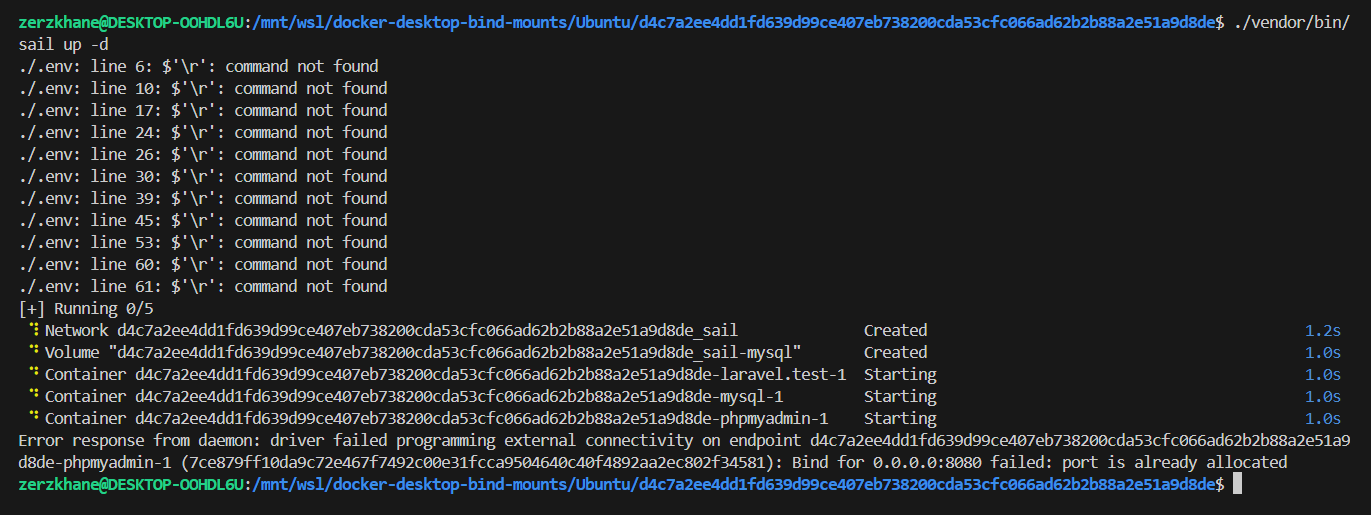 zerzkhane@DESKTOP-OOHDL6U:/mnt/wsl/docker-desktop-bind-mounts/Ubuntu/d4c7a2ee4dd1fd639d99ce407eb738200cda53cfc066ad62b2b88a2e51a9d8de$ ./vendor/bin/
sail up -d
./.env: line 6: $'\r': command not found
./.env: line 10: $'\r': command not found
./.env: line 17: $'\r': command not found
./.env: line 24: $'\r': command not found
./.env: line 26: $'\r': command not found
./.env: line 30: $'\r': command not found
./.env: line 39: $'\r': command not found
./.env: line 45: $'\r': command not found
./.env: line 53: $'\r': command not found
./.env: line 60: $'\r': command not found
./.env: line 61: $'\r': command not found
[+] Running 0/5
Network d4c7a2ee4dd1fd639d99ce407eb738200cda53cfc066ad62b2b88a2e51a9d8de_sail Created 1.2s
Volume "d4c7a2ee4dd1fd639d99ce407eb738200cda53cfc066ad62b2b88a2e51a9d8de_sail-mysql" Created 1.0s
Container d4c7a2ee4dd1fd639d99ce407eb738200cda53cfc066ad62b2b88a2e51a9d8de-laravel.test-1 Starting 1.0s
Container d4c7a2ee4dd1fd639d99ce407eb738200cda53cfc066ad62b2b88a2e51a9d8de-mysql-1 Starting 1.0s
Container d4c7a2ee4dd1fd639d99ce407eb738200cda53cfc066ad62b2b88a2e51a9d8de-phpmyadmin-1 Starting 1.0s
Error response from daemon: driver failed programming external connectivity on endpoint d4c7a2ee4dd1fd639d99ce407eb738200cda53cfc066ad62b2b88a2e51a9
d8de-phpmyadmin-1 (7ce879ff10da9c72e467f7492c00e31fcca9504640c40f4892aa2ec802f34581): Bind for 0.0.0.0:8080 failed: port is already allocated
zerzkhane@DESKTOP-OOHDL6U:/mnt/wsl/docker-desktop-bind-mounts/Ubuntu/d4c7a2ee4dd1fd639d99ce407eb738200cda53cfc066ad62b2b88a2e51a9d8de$